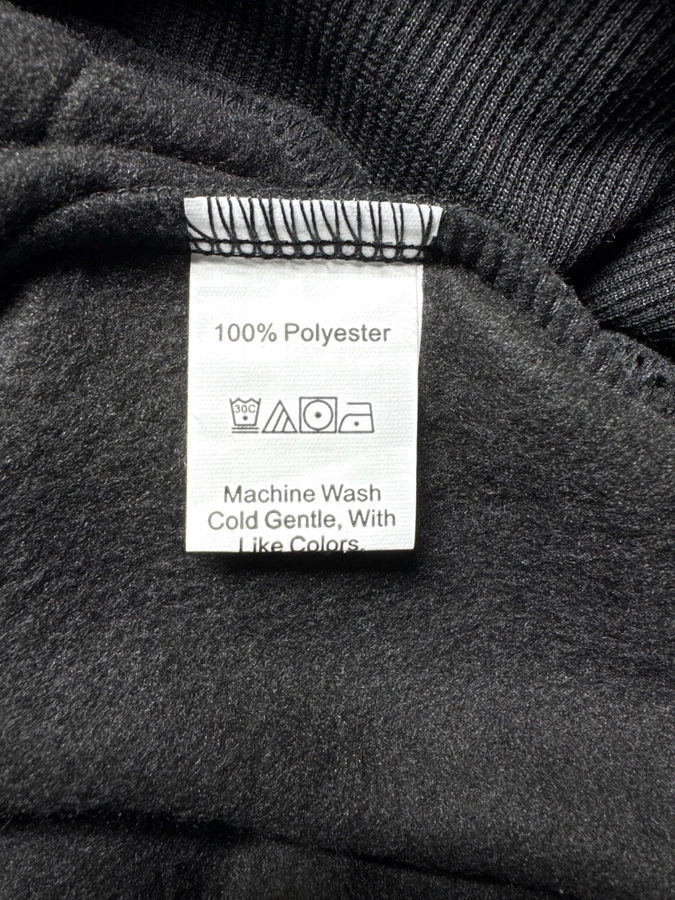 100% Polyester
30C
Machine Wash
Cold Gentle, With
Like Colors.